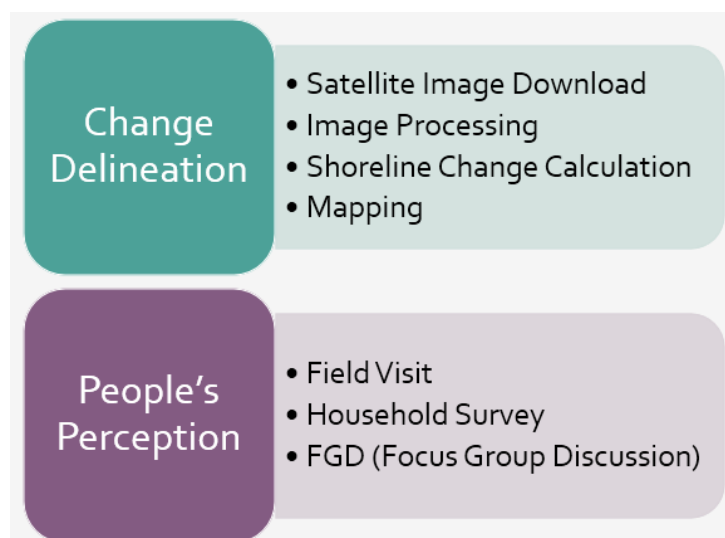 Change
Delineation
• Satellite Image Download
• Image Processing
• Shoreline Change Calculation
• Mapping
People’s
Perception
• Field Visit
• Household Survey
• FGD (Focus Group Discussion)